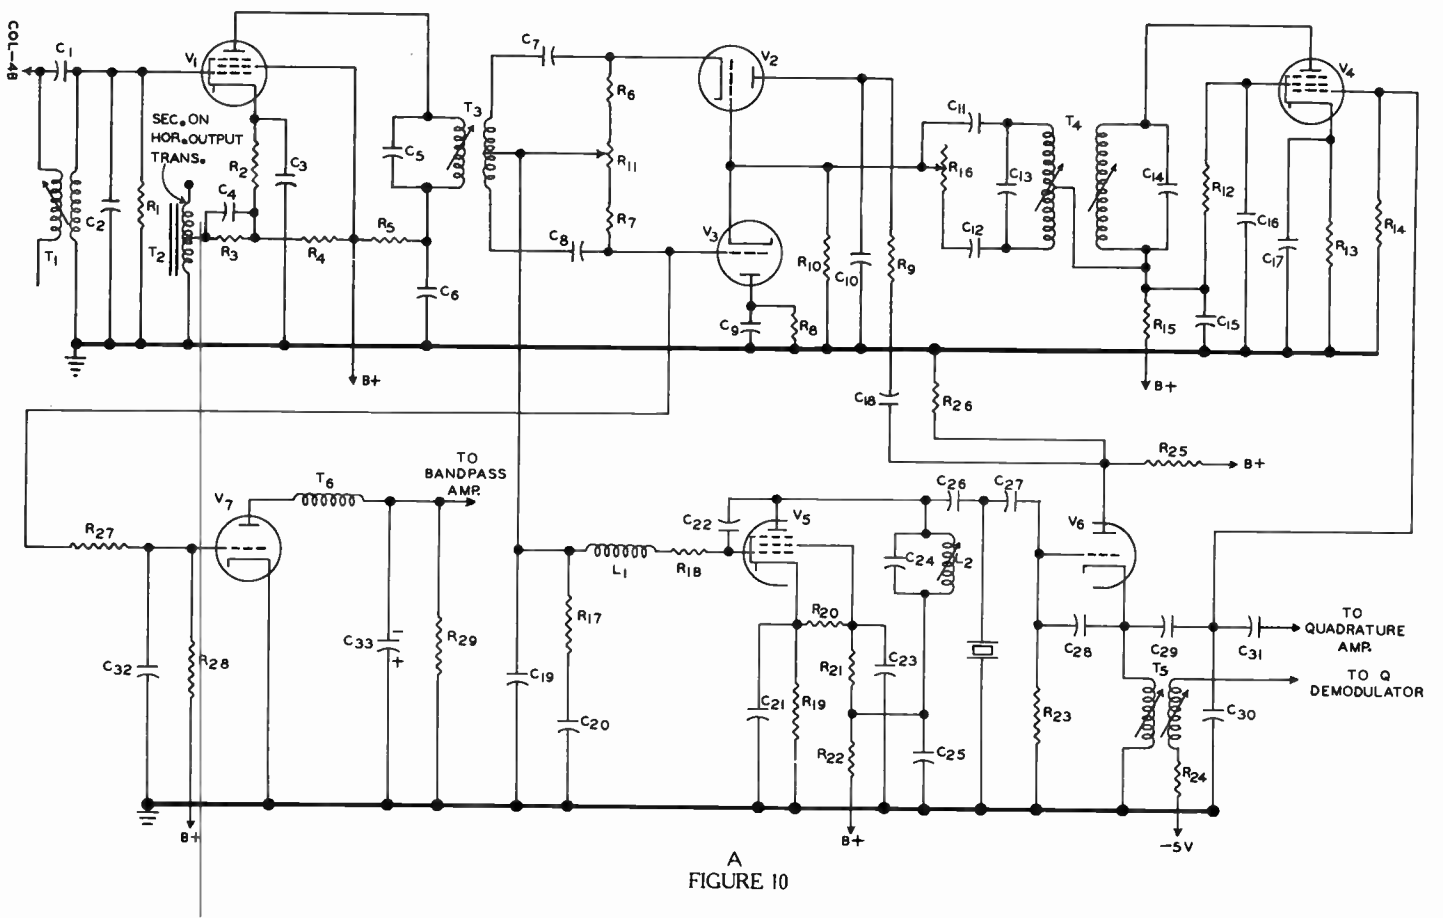 COL-4B
C1
V1
SEC. ON
HOR. OUTPUT
TRANS.
R2
C3
C4
C2
R1
T1
T2
R3
R4
R5
C5
C6
T3
C7
R6
R11
R7
C8
V2
V3
C9
R8
R10
C10
R9
C11
R16
C12
C13
T4
C14
R12
C16
C17
R13
R14
V4
R15
C15
B+
B+
C18
R26
R25
B+
TO
BANDPASS
AMP.
T6
V7
R27
C32
R28
C33
-
+
R29
B+
L1
R18
R17
C19
C20
C22
V5
C24
L2
C26
C27
V6
R20
R21
C23
C21
R19
R22
C25
B+
R23
C28
C29
T5
C30
C31
R24
-5V
TO
QUADRATURE
AMP.
TO Q
DEMODULATOR
A
FIGURE 10